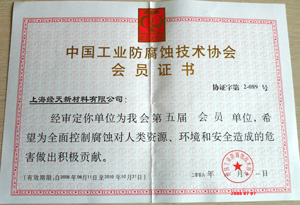 中国工业防腐蚀技术协会
会员证书
协证字第 2-089 号
上海经天新材料有限公司：
经审定你单位为我会第五届 会员 单位，希
望为全面控制腐蚀对人类资源、环境和安全造成的危
害做出积极贡献。